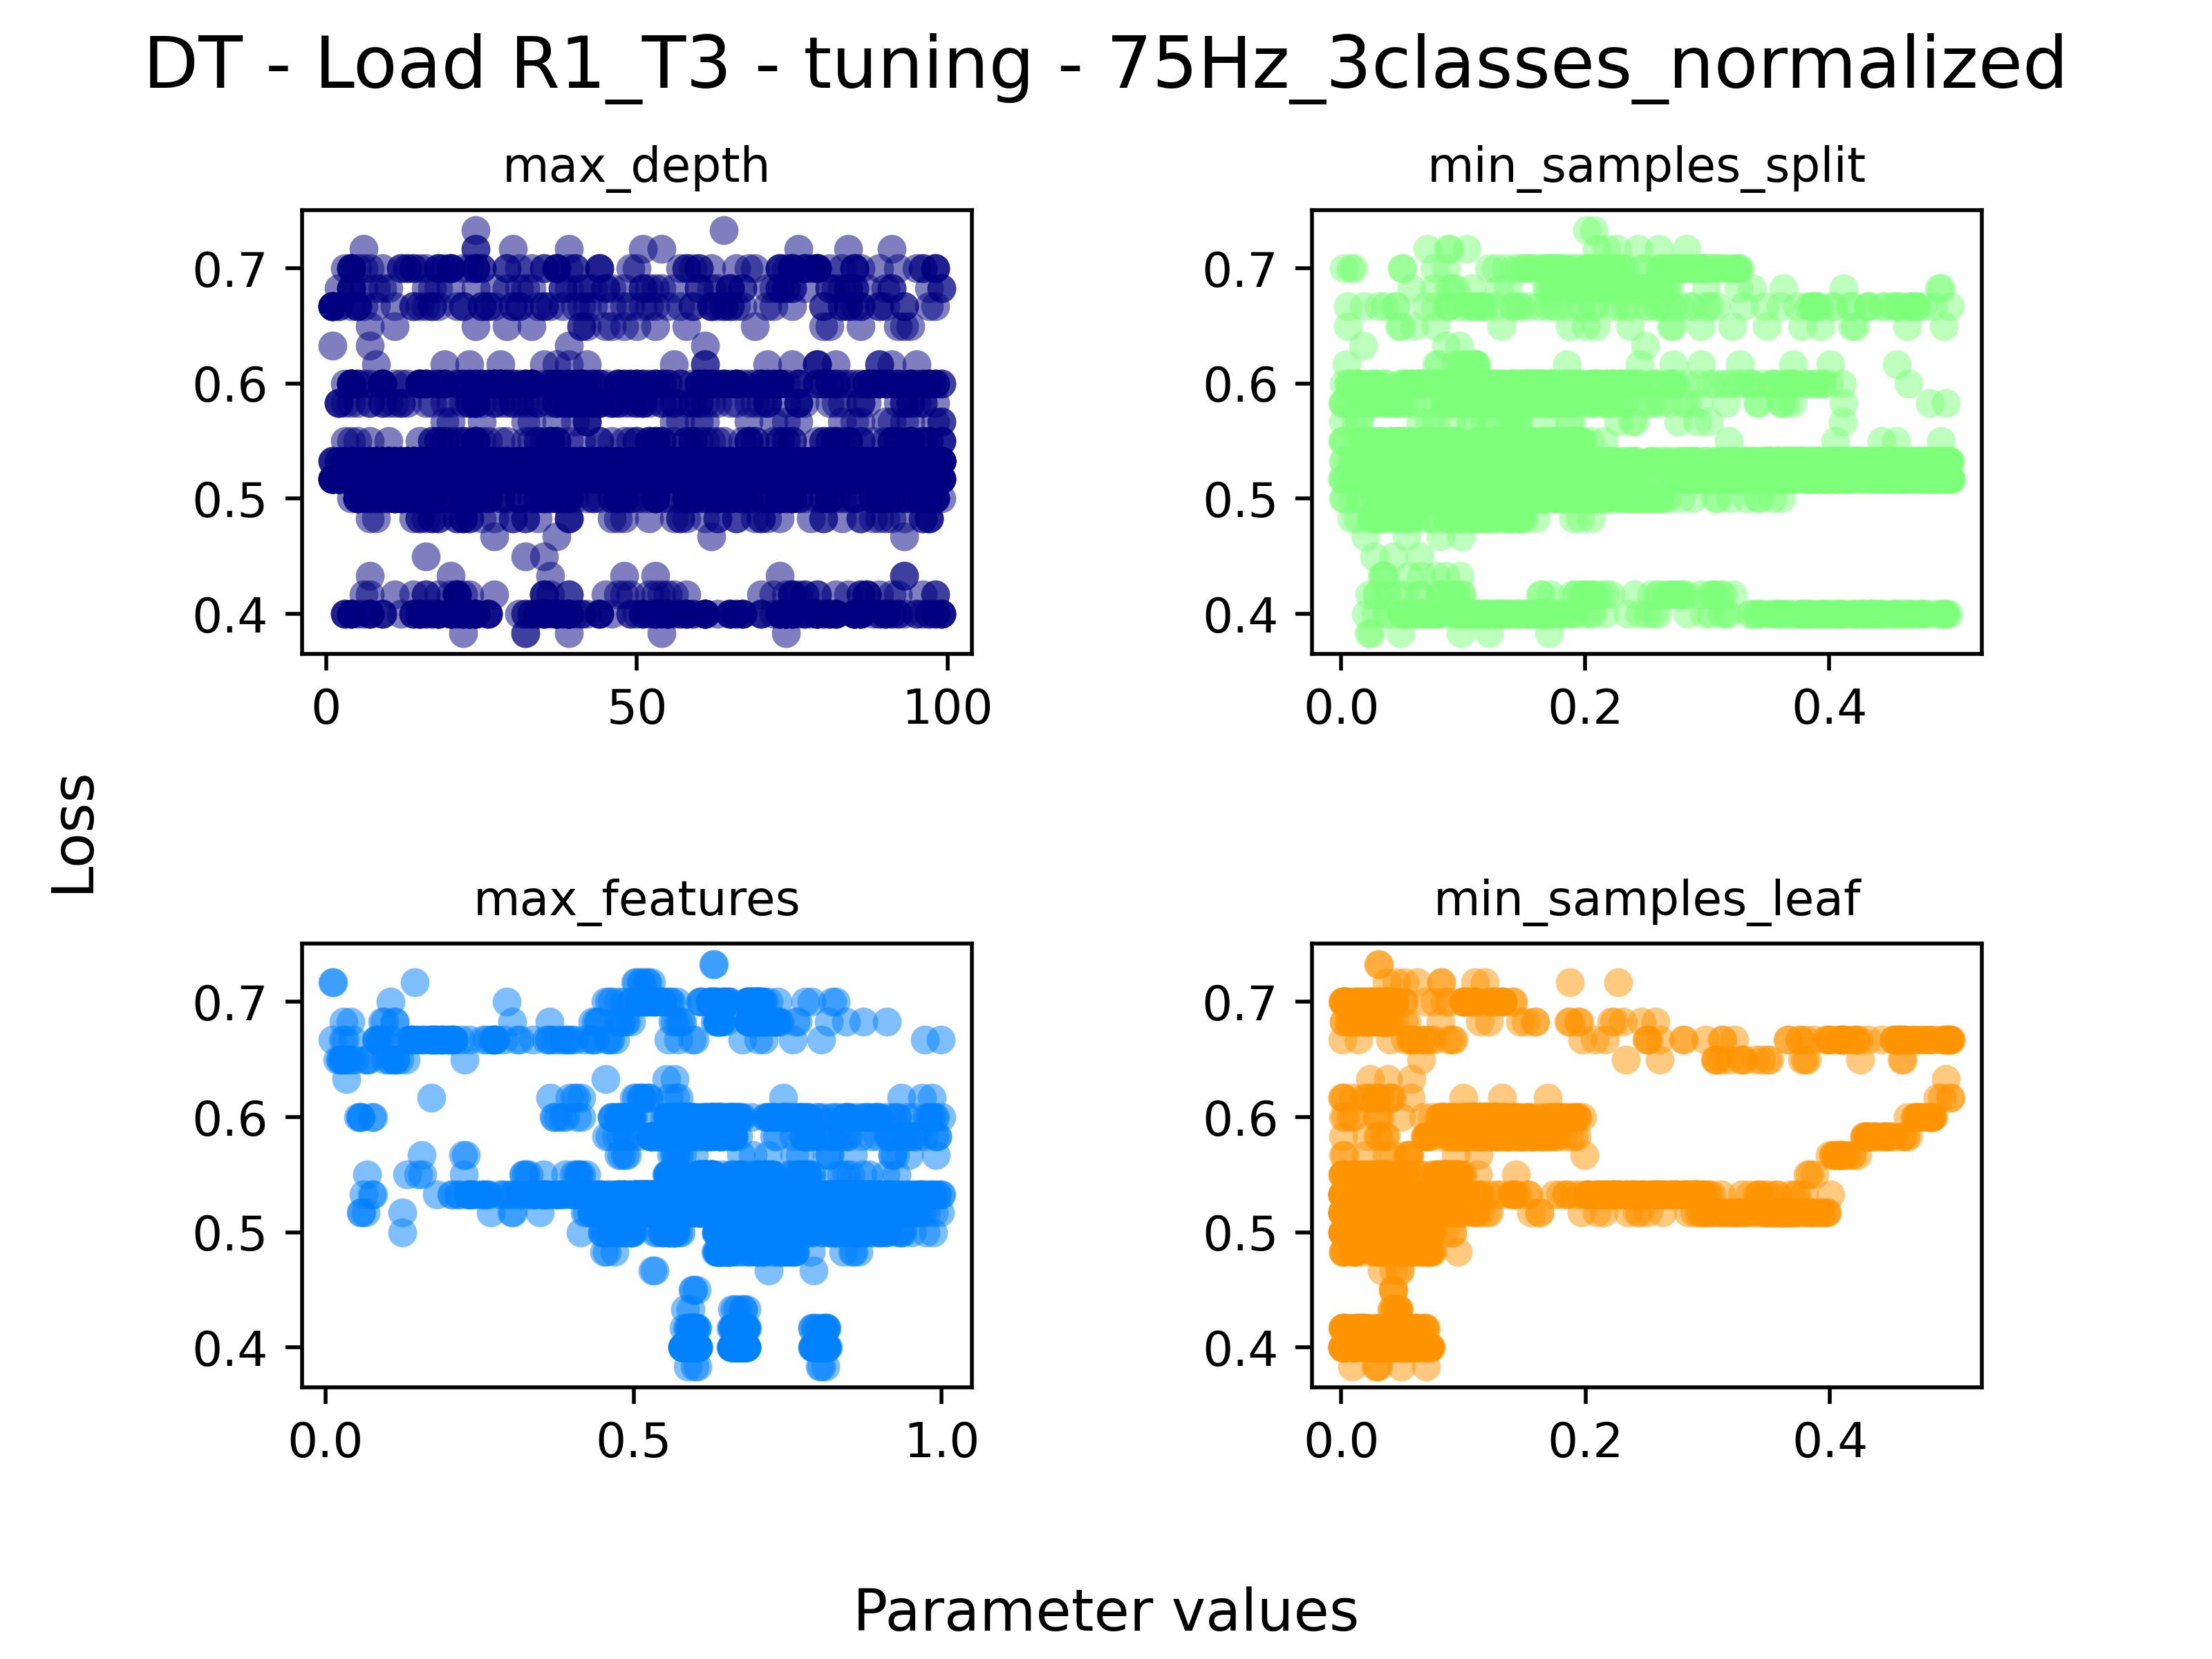 DT - Load R1_T3 - tuning - 75Hz_3classes_normalized
max_depth
0.7
0.6
0.5
0.4
0 50 100
min_samples_split
0.7
0.6
0.5
0.4
0.0 0.2 0.4
Loss
max_features
0.7
0.6
0.5
0.4
0.0 0.5 1.0
min_samples_leaf
0.7
0.6
0.5
0.4
0.0 0.2 0.4
Parameter values